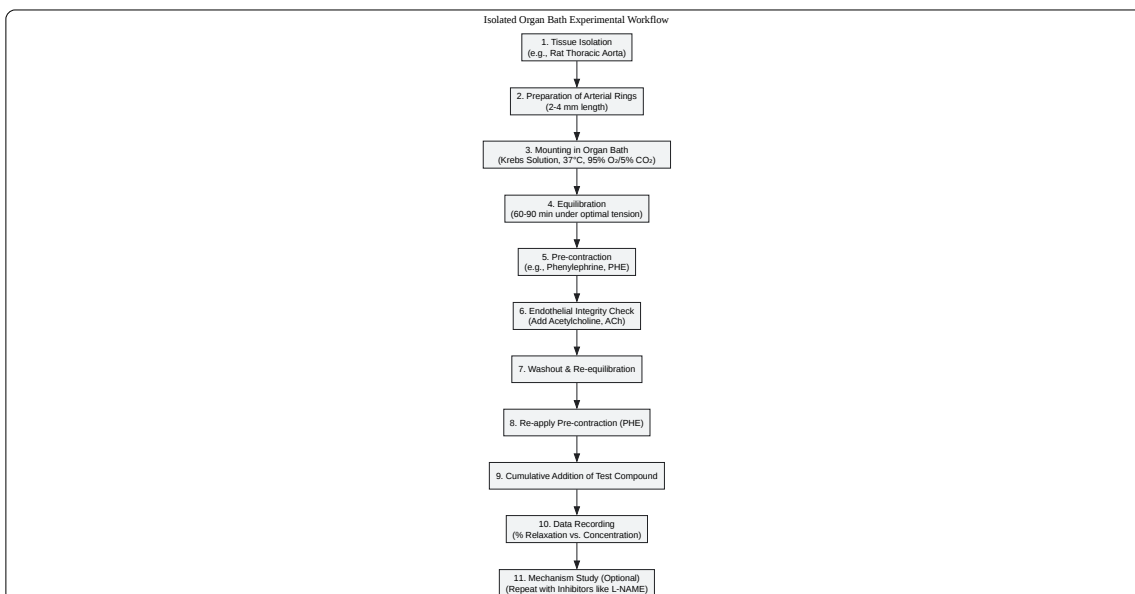 Isolated Organ Bath Experimental Workflow
1. Tissue Isolation
(e.g., Rat Thoracic Aorta)
2. Preparation of Arterial Rings
(2-4 mm length)
3. Mounting in Organ Bath
(Krebs Solution, 37°C, 95% O₂/5% CO₂)
4. Equilibration
(60-90 min under optimal tension)
5. Pre-contraction
(e.g., Phenylephrine, PHE)
6. Endothelial Integrity Check
(Add Acetylcholine, ACh)
7. Washout & Re-equilibration
8. Re-apply Pre-contraction (PHE)
9. Cumulative Addition of Test Compound
10. Data Recording
(% Relaxation vs. Concentration)
11. Mechanism Study (Optional)
(Repeat with Inhibitors like L-NAME)